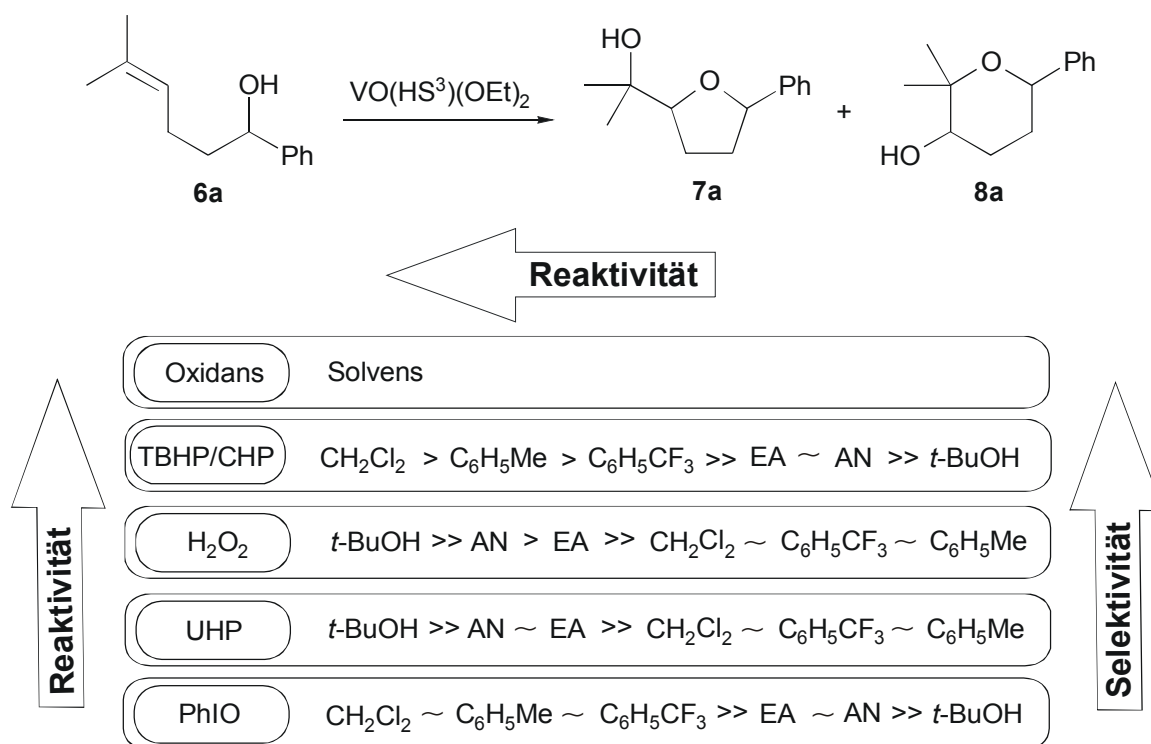 HO
OH
O
Ph
O
Ph
VO(HS³)(OEt)₂
+
Ph
HO
6a
7a
8a
Reaktivität
Oxidans Solvens
TBHP/CHP CH₂Cl₂ > C₆H₅Me > C₆H₅CF₃ >> EA ~ AN >> t-BuOH
H₂O₂ t-BuOH >> AN > EA >> CH₂Cl₂ ~ C₆H₅CF₃ ~ C₆H₅Me
UHP t-BuOH >> AN ~ EA >> CH₂Cl₂ ~ C₆H₅CF₃ ~ C₆H₅Me
PhIO CH₂Cl₂ ~ C₆H₅Me ~ C₆H₅CF₃ >> EA ~ AN >> t-BuOH
Reaktivität
Selektivität